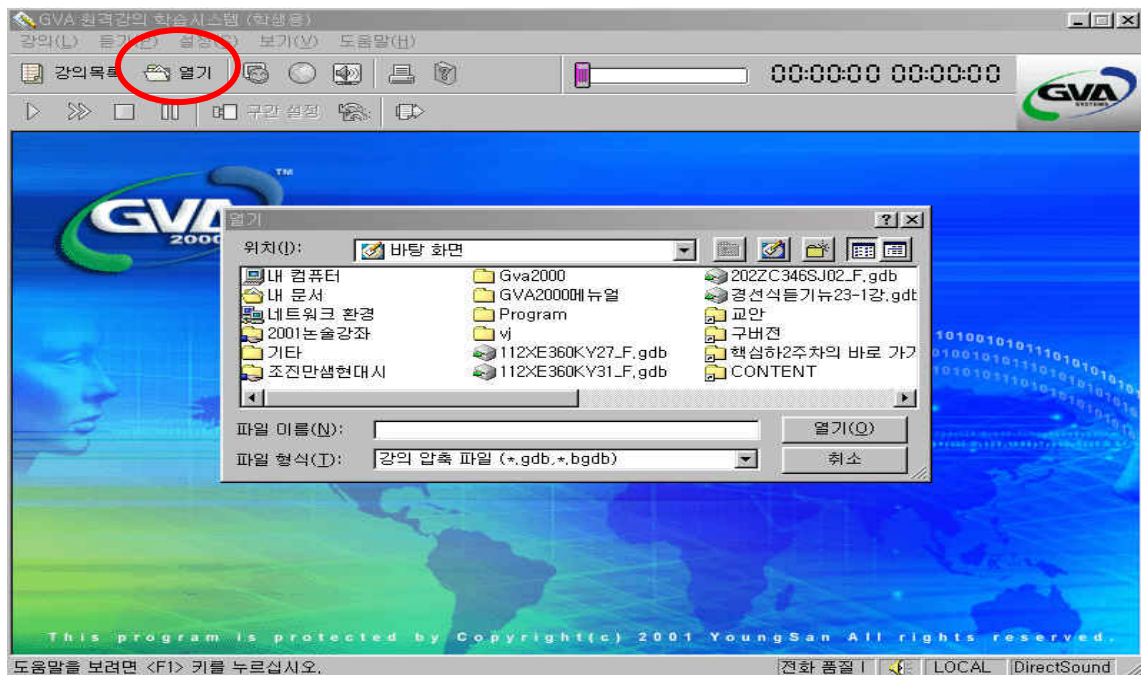 GVA 원격강의 학습시스템 (학생용)
강의(L) 듣기(P) 설정(S) 보기(V) 도움말(H)
강의목록 열기 00:00:00 00:00:00
GVA
SYSTEMS
구간 설정
TM
GVA
2000
열기
위치(I): 바탕 화면
내 컴퓨터 Gva2000 202ZC346SJ02_F.gdb
내 문서 GVA2000메뉴얼 경선식듣기뉴23-1강.gdb
네트워크 환경 Program 교안
2001논술강좌 vj 구버전
기타 112XE360KY27_F.gdb 핵심하2주차의 바로 가기
조진만샘현대시 112XE360KY31_F.gdb CONTENT
파일 이름(N): 열기(O)
파일 형식(T): 강의 압축 파일 (*.gdb,*.bgdb) 취소
This program is protected by Copyright(c) 2001 YoungSan All rights reserved.
도움말을 보려면 <F1> 키를 누르십시오. 전화 품질 LOCAL DirectSound